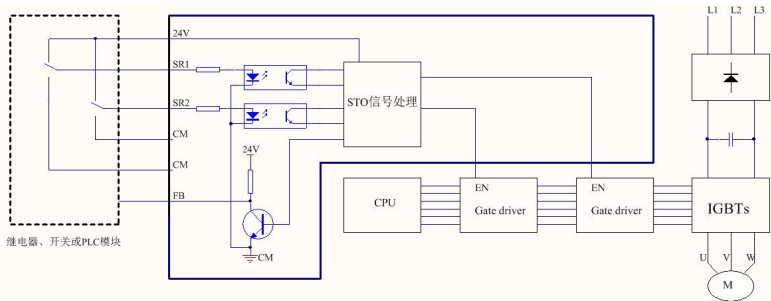 L1 L2 L3
24V
SR1
STO信号处理
SR2
CM
24V
CM
FB
CPU
EN
Gate driver
EN
Gate driver
IGBTs
继电器、开关或PLC模块
CM
U V W
M